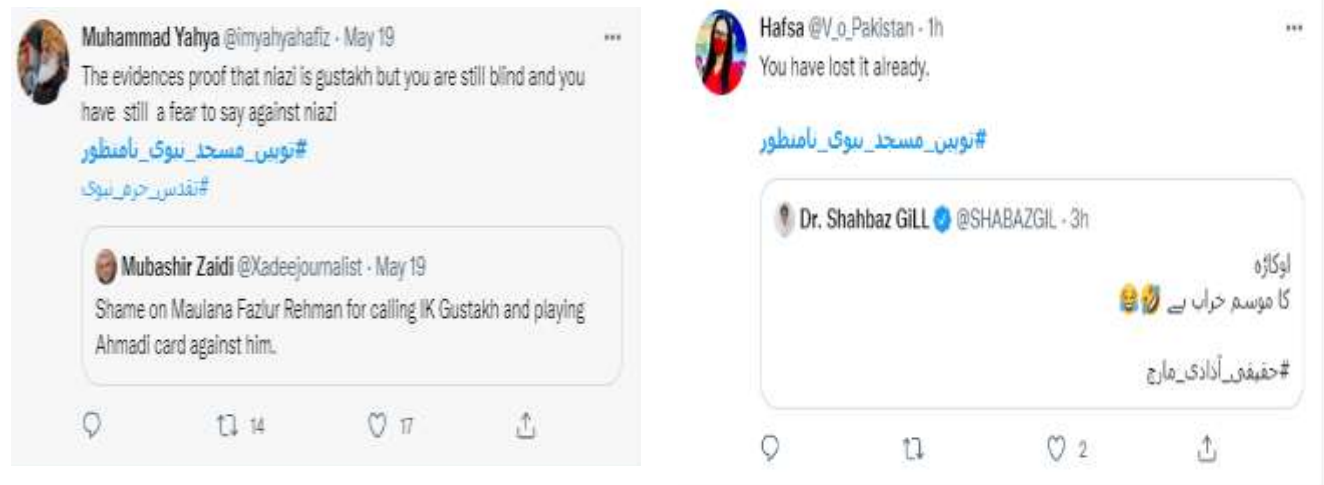 Muhammad Yahya @imyahyahafiz · May 19
The evidences proof that niazi is gustakh but you are still blind and you
have still a fear to say against niazi
#توہین_مسجد_نبوی_نامنظور
#تقدس_حرم_نبوی
Mubashir Zaidi @Xadeejournalist · May 19
Shame on Maulana Fazlur Rehman for calling IK Gustakh and playing
Ahmadi card against him.
14 17
Hafsa @V_o_Pakistan · 1h
You have lost it already.
#توہین_مسجد_نبوی_نامنظور
Dr. Shahbaz GiLL @SHABAZGIL · 3h
اوکاڑہ
کا موسم خراب ہے 🤣😂
#حقیقی_آذادی_مارچ
2